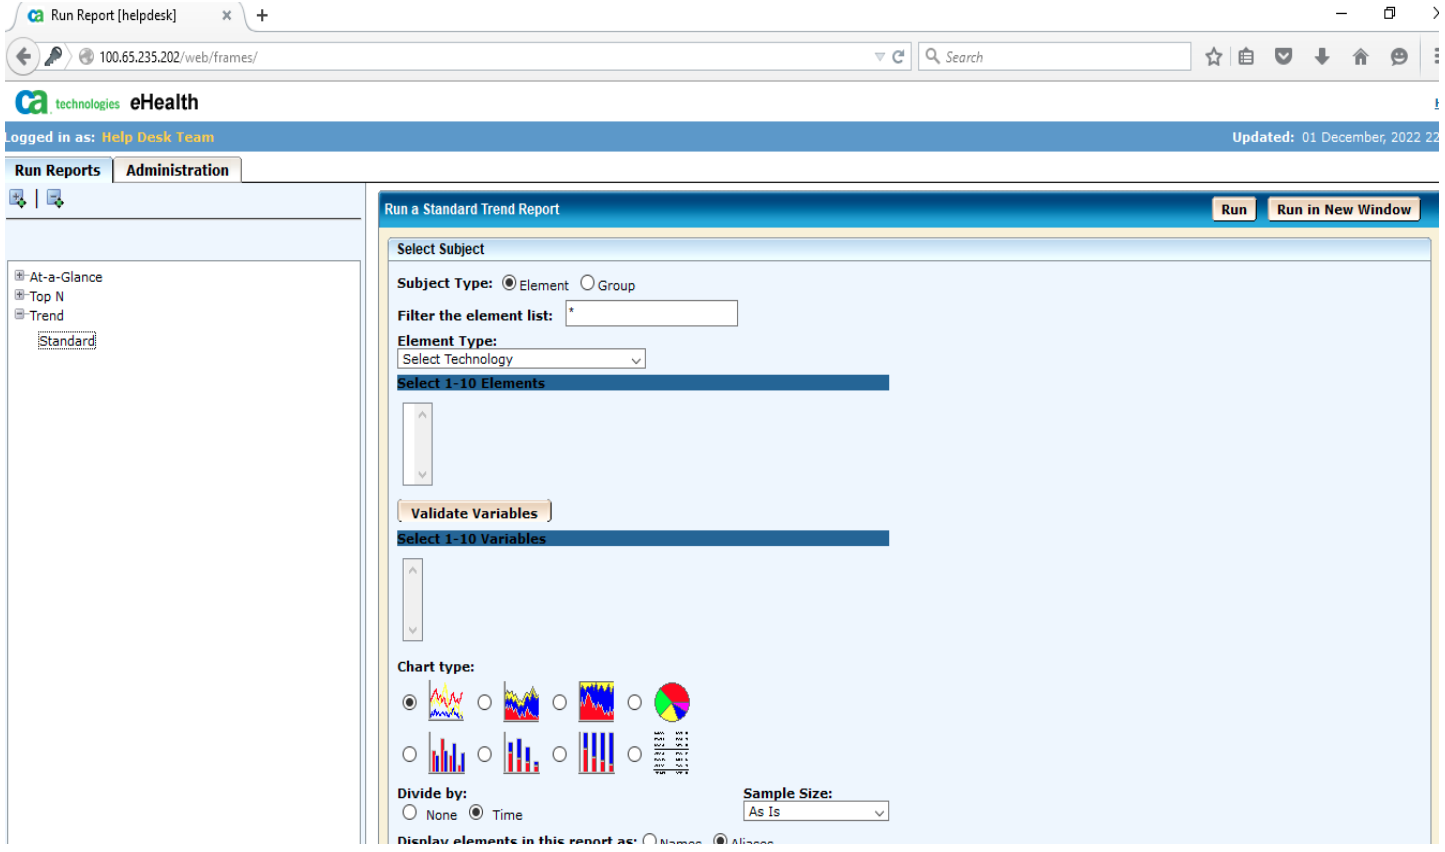 ca Run Report [helpdesk] × +
100.65.235.202/web/frames/
Search
ca technologies eHealth
Logged in as: Help Desk Team
Updated: 01 December, 2022 22
Run Reports Administration
Run a Standard Trend Report
Run Run in New Window
Select Subject
At-a-Glance
Top N
Trend
Standard
Subject Type: Element Group
Filter the element list: *
Element Type:
Select Technology
Select 1-10 Elements
Validate Variables
Select 1-10 Variables
Chart type:
Divide by:
None Time
Sample Size:
As Is
Display elements in this report as: Names Aliases